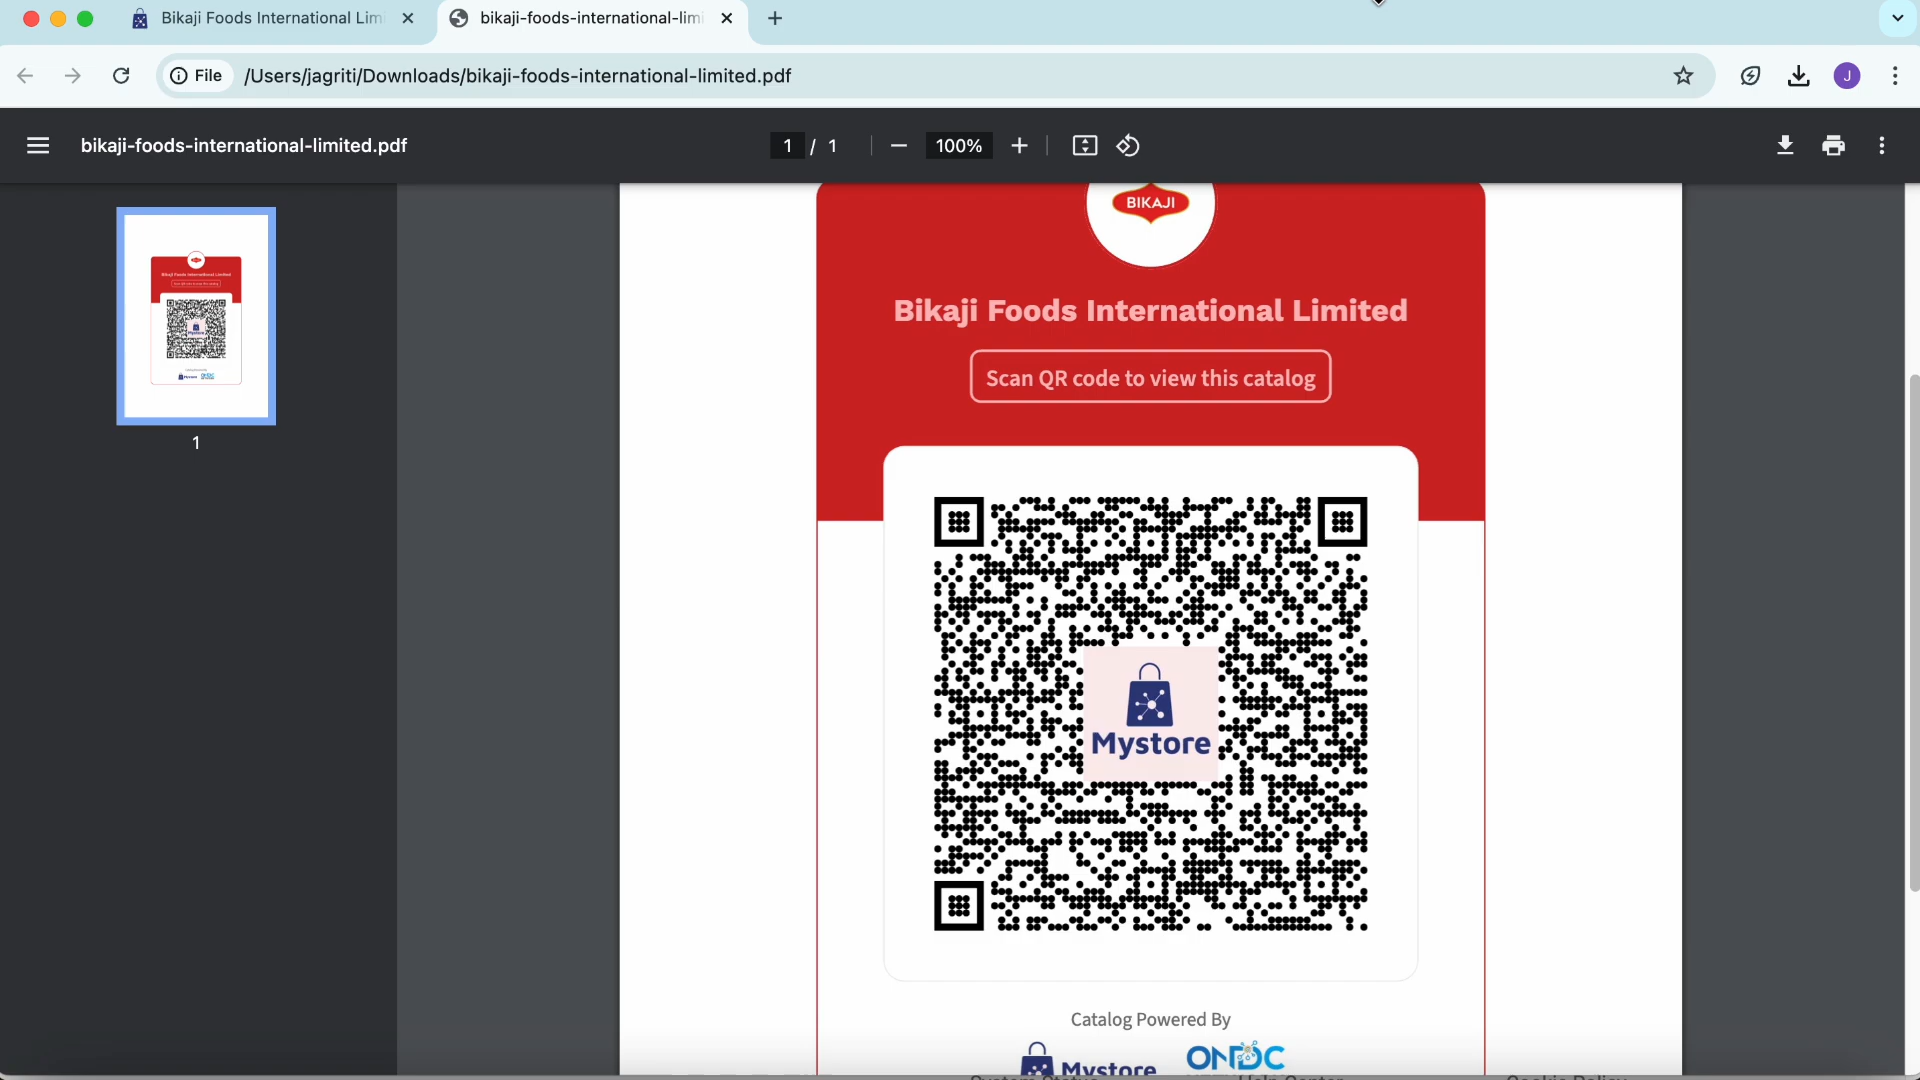 Bikaji Foods International Lim
bikaji-foods-international-lim
File
/Users/jagriti/Downloads/bikaji-foods-international-limited.pdf
J
bikaji-foods-international-limited.pdf
1 / 1
100%
BIKAJI
Bikaji Foods International Limited
Scan QR code to view this catalog
Mystore
1
Catalog Powered By
Mystore
ONDC